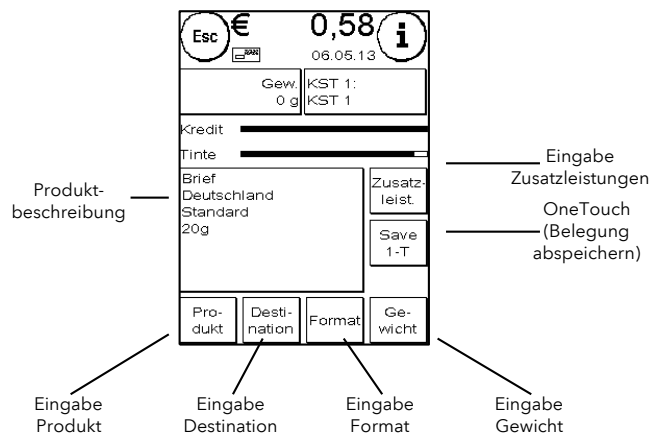 Esc € 0,58 i
06.05.13
Gew.
0 g
KST 1:
KST 1
Kredit
Tinte
Brief
Deutschland
Standard
20g
Zusatz-
leist.
Save
1-T
Pro-
dukt
Desti-
nation
Format
Ge-
wicht
Produkt-
beschreibung
Eingabe
Zusatzleistungen
OneTouch
(Belegung
abspeichern)
Eingabe
Produkt
Eingabe
Destination
Eingabe
Format
Eingabe
Gewicht